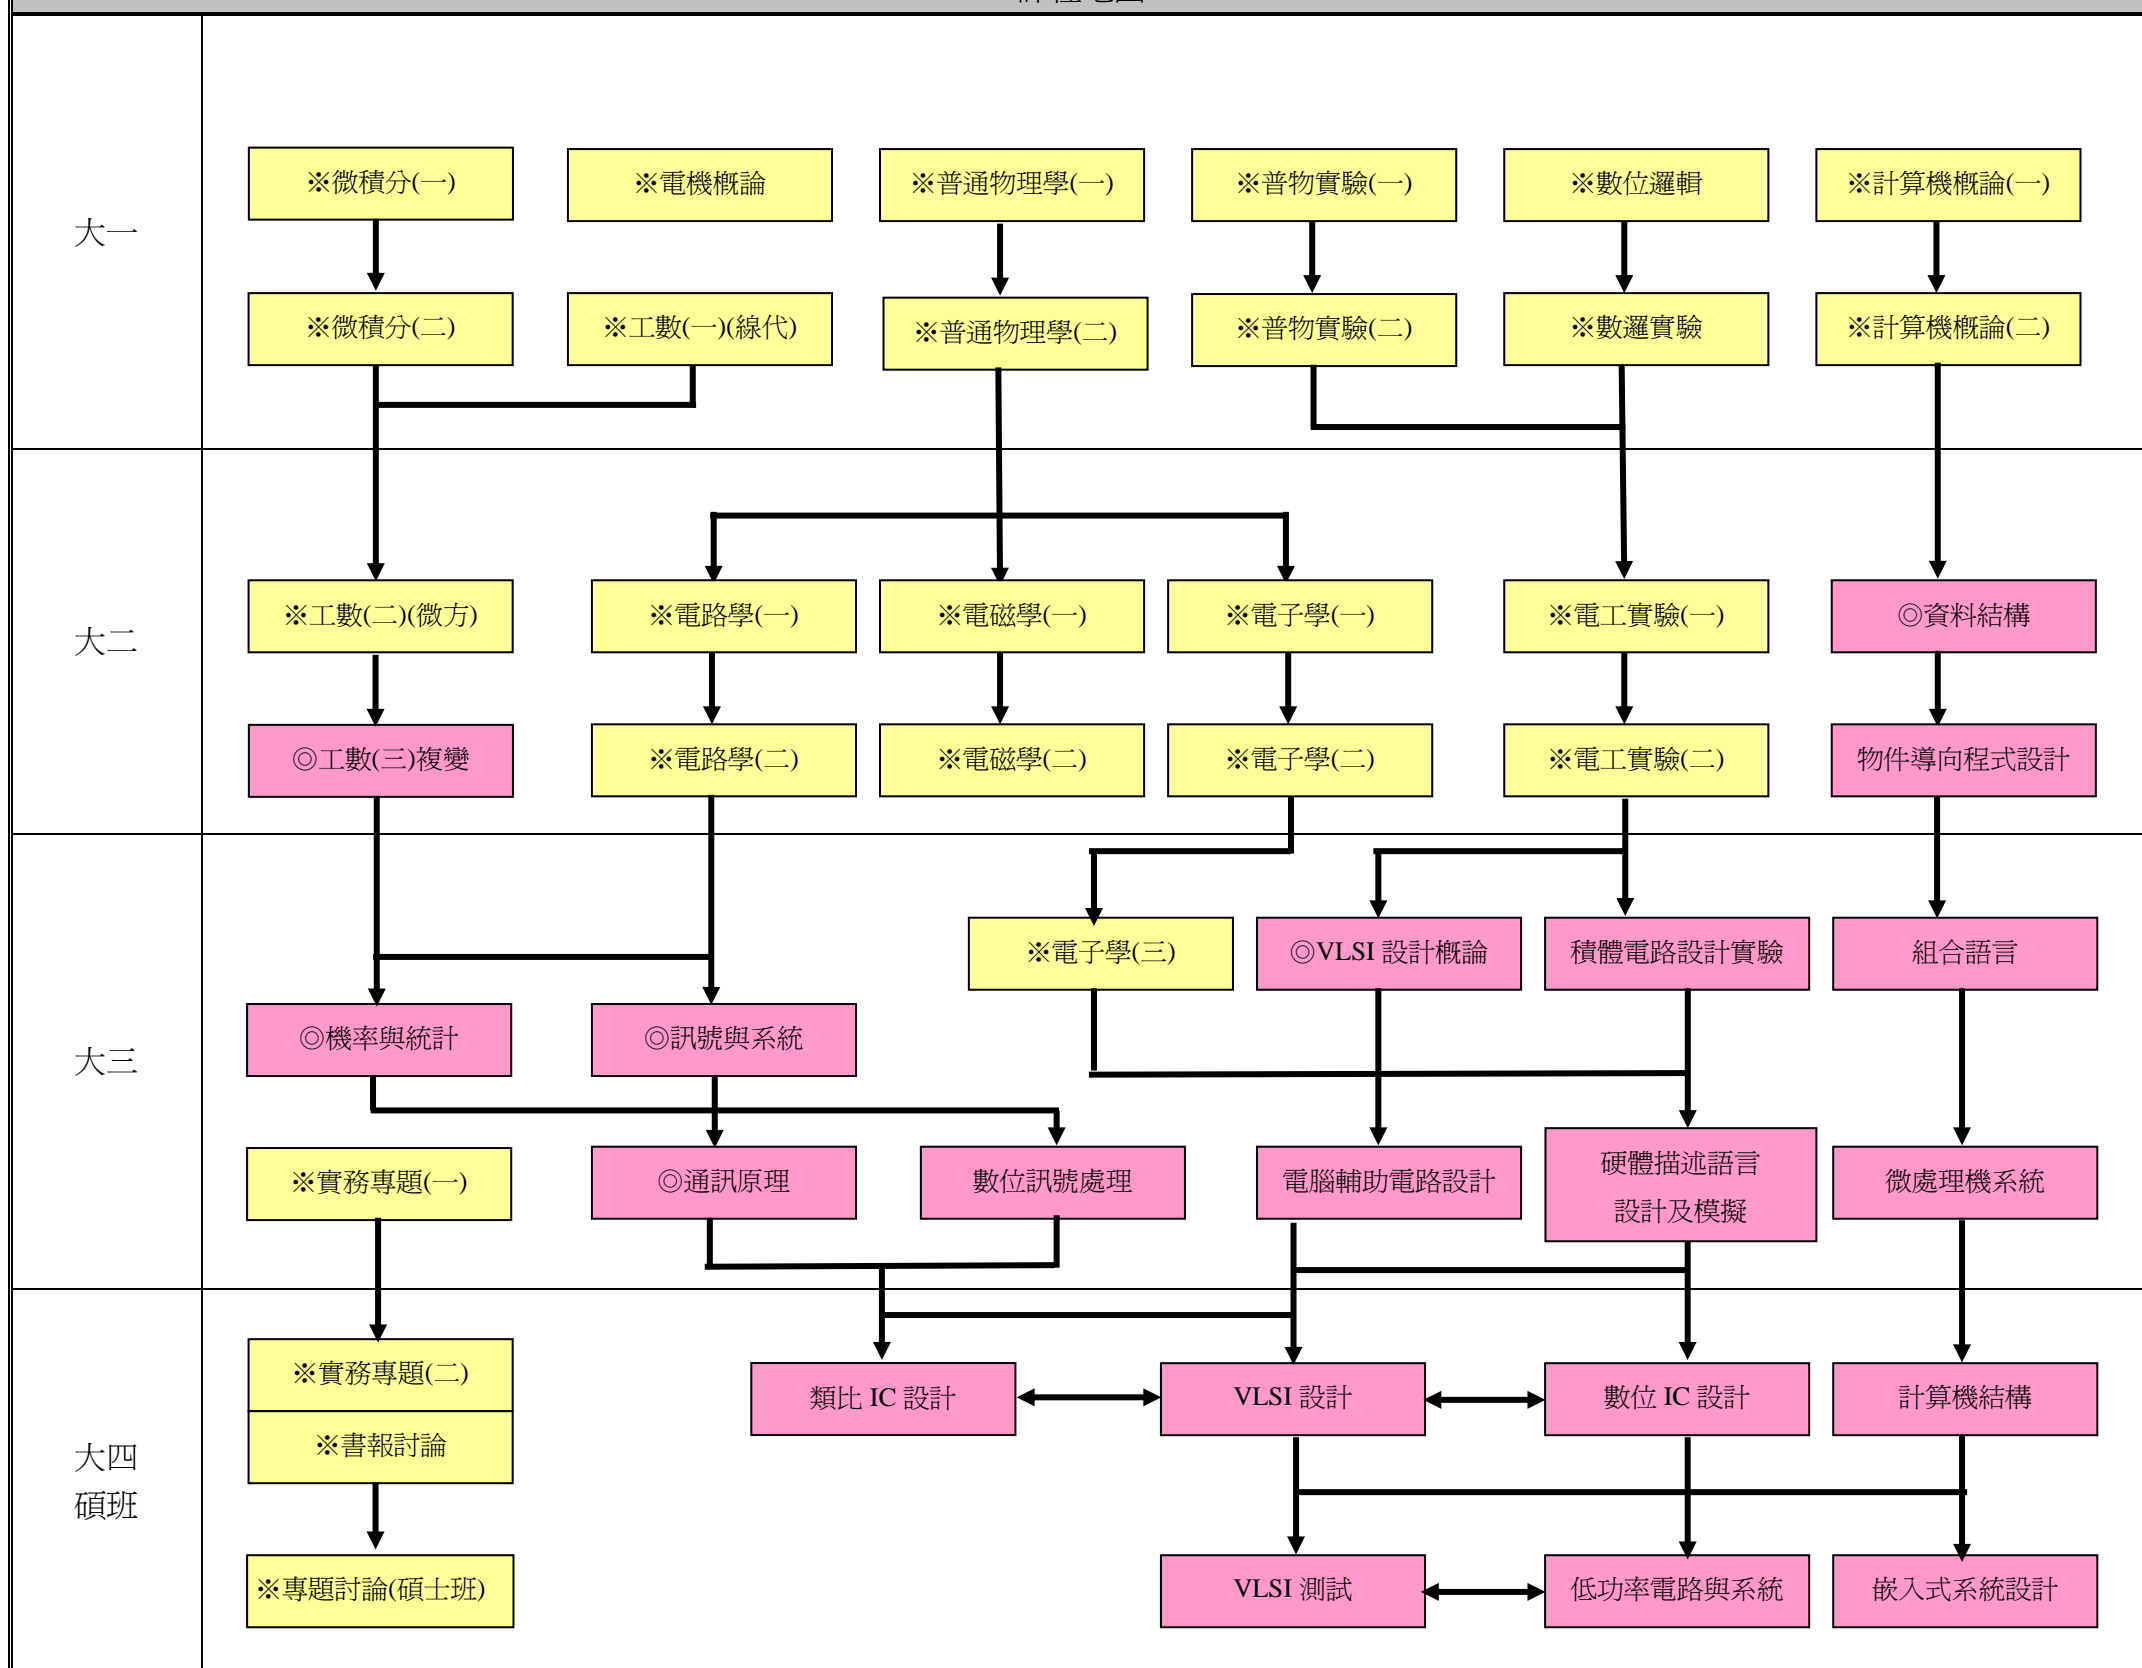 大一
※微積分(一)
※電機概論
※普通物理學(一)
※普物實驗(一)
※數位邏輯
※計算機概論(一)
※微積分(二)
※工數(一)(線代)
※普通物理學(二)
※普物實驗(二)
※數邏實驗
※計算機概論(二)
大二
※工數(二)(微方)
※電路學(一)
※電磁學(一)
※電子學(一)
※電工實驗(一)
◎資料結構
◎工數(三)複變
※電路學(二)
※電磁學(二)
※電子學(二)
※電工實驗(二)
物件導向程式設計
大三
※電子學(三)
◎VLSI 設計概論
積體電路設計實驗
組合語言
◎機率與統計
◎訊號與系統
※實務專題(一)
◎通訊原理
數位訊號處理
電腦輔助電路設計
硬體描述語言
設計及模擬
微處理機系統
大四
碩班
※實務專題(二)
※書報討論
類比 IC 設計
VLSI 設計
數位 IC 設計
計算機結構
※專題討論(碩士班)
VLSI 測試
低功率電路與系統
嵌入式系統設計